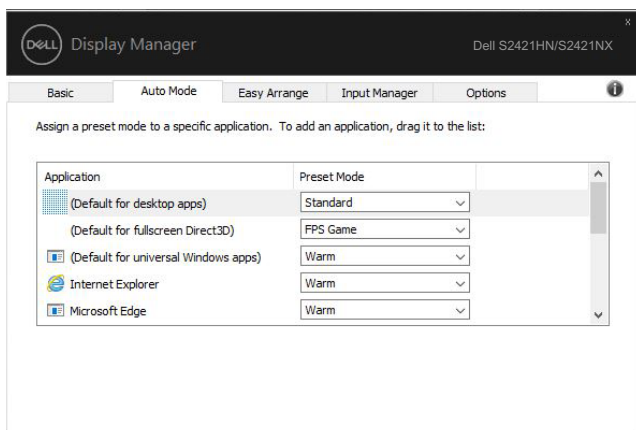 x
DELL Display Manager Dell S2421HN/S2421NX
Basic Auto Mode Easy Arrange Input Manager Options i
Assign a preset mode to a specific application. To add an application, drag it to the list:
Application Preset Mode
(Default for desktop apps) Standard
(Default for fullscreen Direct3D) FPS Game
(Default for universal Windows apps) Warm
Internet Explorer Warm
Microsoft Edge Warm